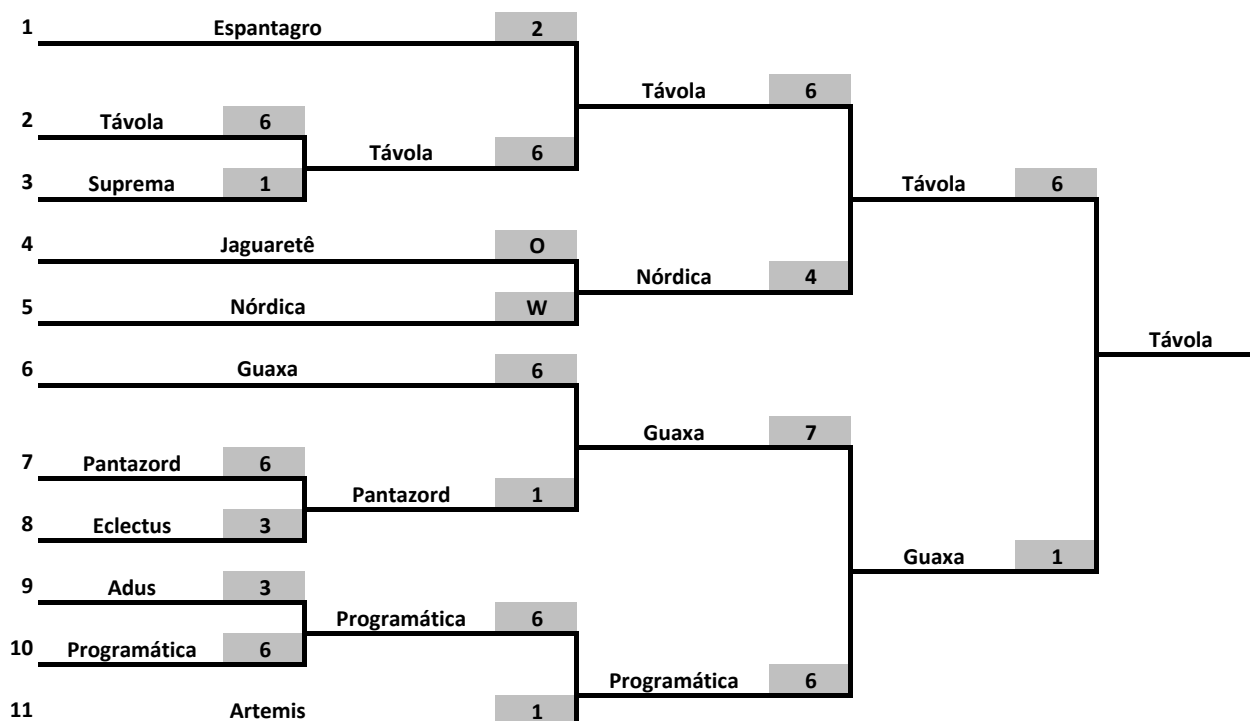 1 Espantagro 2
Távola 6
2 Távola 6
Távola 6
3 Suprema 1
Távola 6
4 Jaguaretê O
Nórdica 4
5 Nórdica W
Távola
6 Guaxa 6
Guaxa 7
7 Pantazord 6
Pantazord 1
8 Eclectus 3
Guaxa 1
9 Adus 3
Programática 6
10 Programática 6
Programática 6
11 Artemis 1